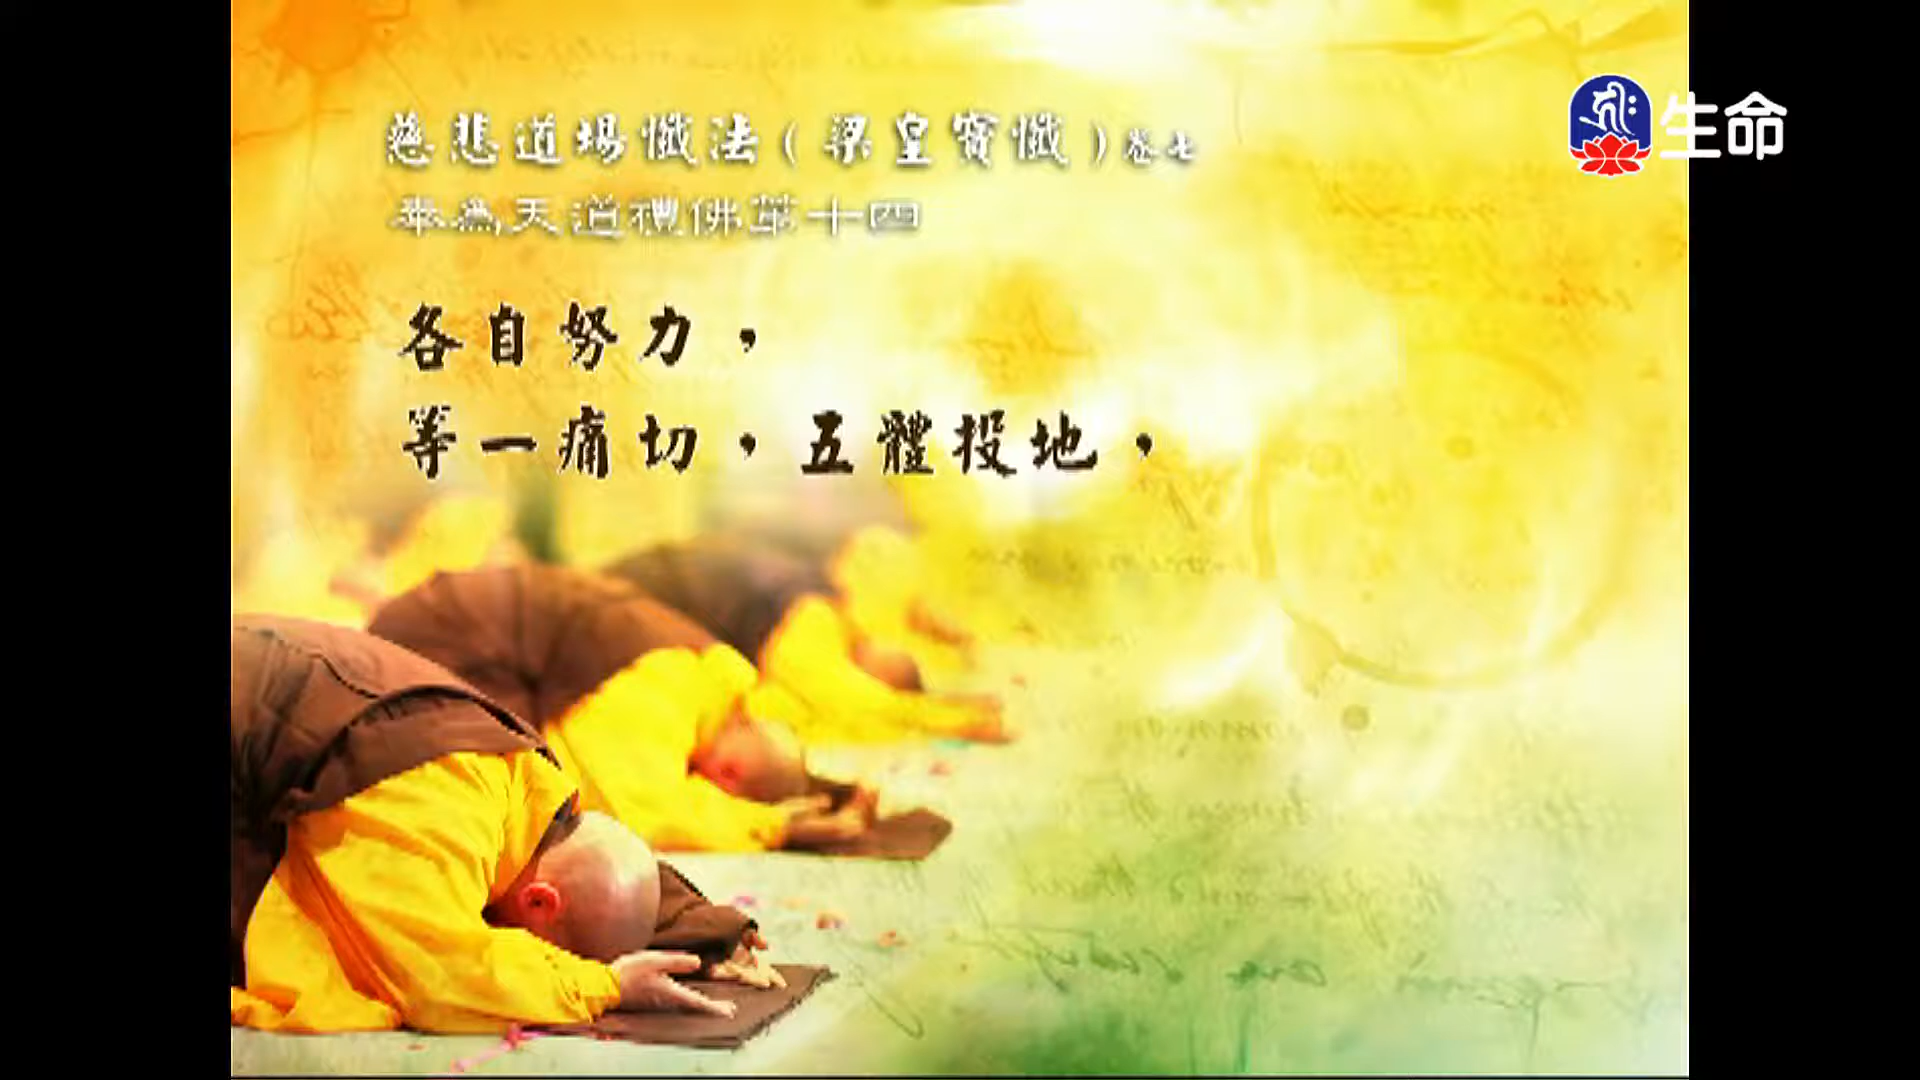 慈悲道場懺法(梁皇寶懺)卷七
奉為天道禮佛第十四
各自努力，
等一痛切，五體投地，
生命